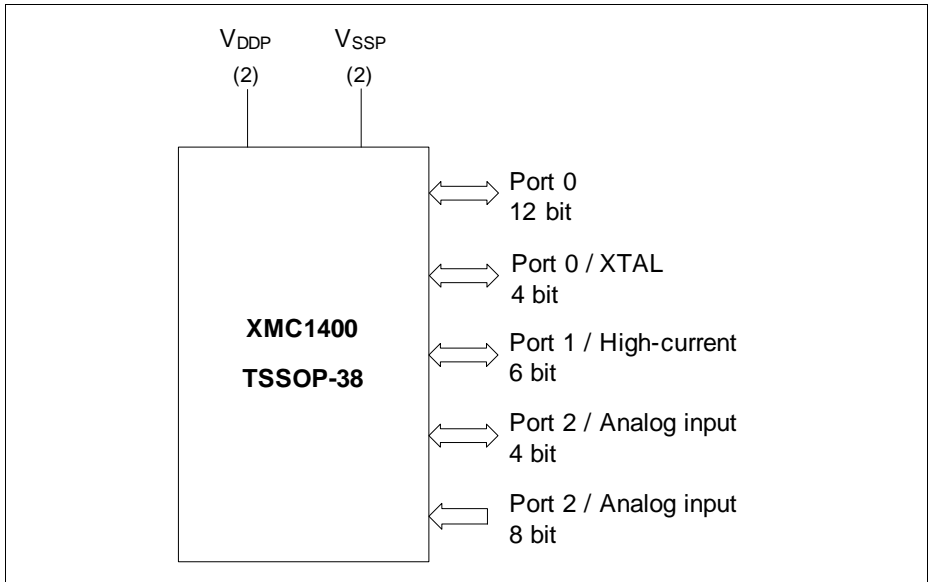 VDDP VSSP
(2) (2)
Port 0
12 bit
Port 0 / XTAL
4 bit
XMC1400
TSSOP-38
Port 1 / High-current
6 bit
Port 2 / Analog input
4 bit
Port 2 / Analog input
8 bit